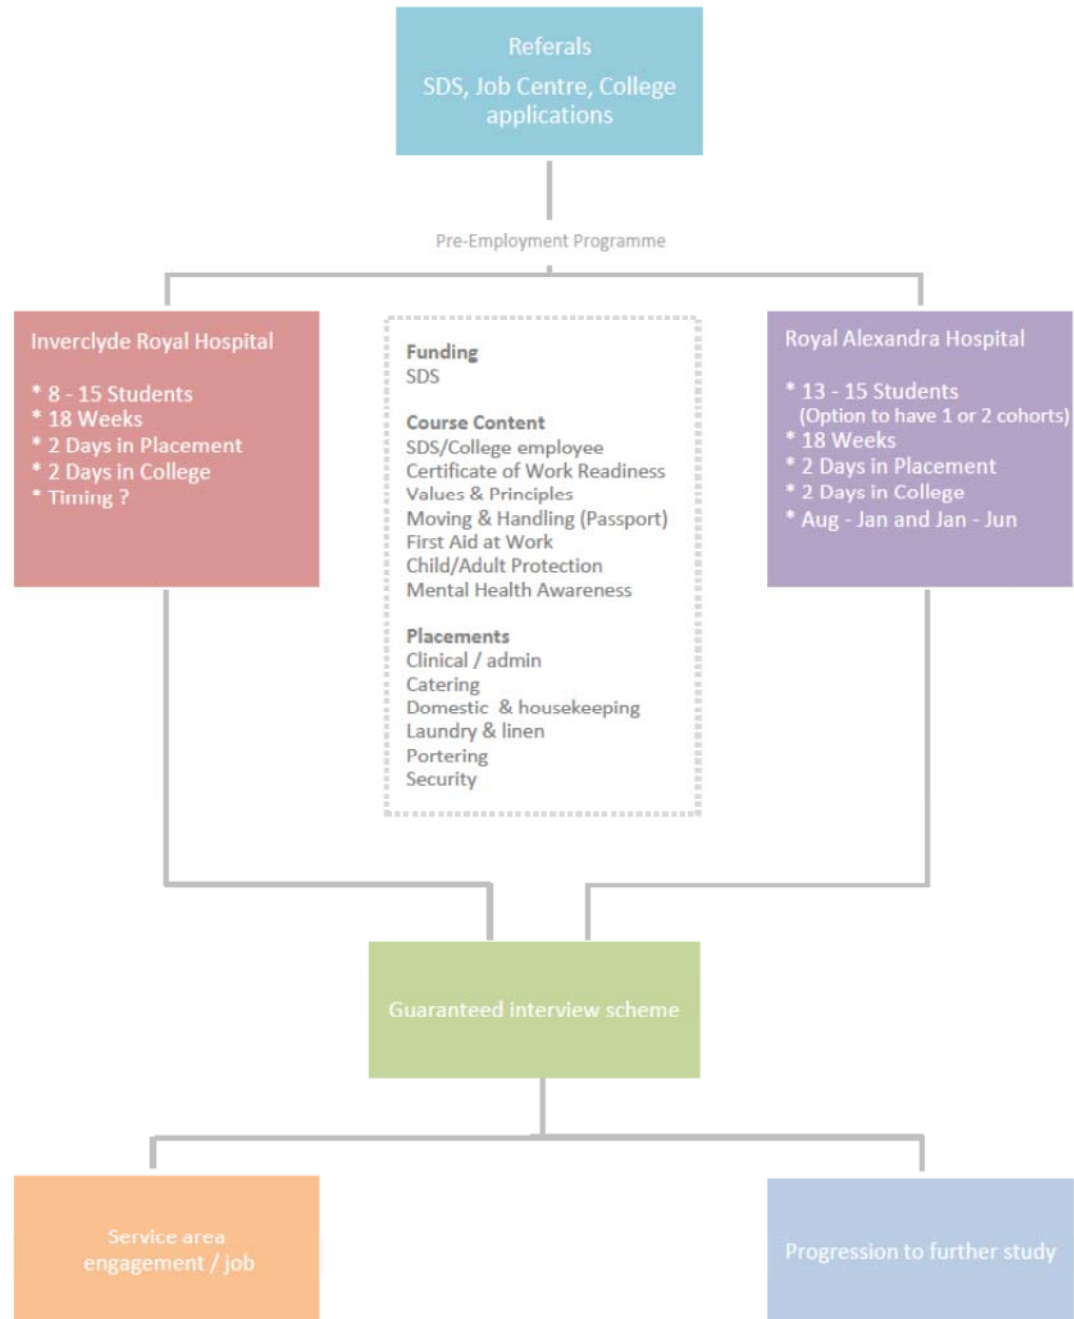 Referals
SDS, Job Centre, College
applications
Pre-Employment Programme
Inverclyde Royal Hospital
* 8 - 15 Students
* 18 Weeks
* 2 Days in Placement
* 2 Days in College
* Timing ?
Funding
SDS
Course Content
SDS/College employee
Certificate of Work Readiness
Values & Principles
Moving & Handling (Passport)
First Aid at Work
Child/Adult Protection
Mental Health Awareness
Placements
Clinical / admin
Catering
Domestic & housekeeping
Laundry & linen
Portering
Security
Royal Alexandra Hospital
* 13 - 15 Students
(Option to have 1 or 2 cohorts)
* 18 Weeks
* 2 Days in Placement
* 2 Days in College
* Aug - Jan and Jan - Jun
Guaranteed interview scheme
Service area
engagement / job
Progression to further study